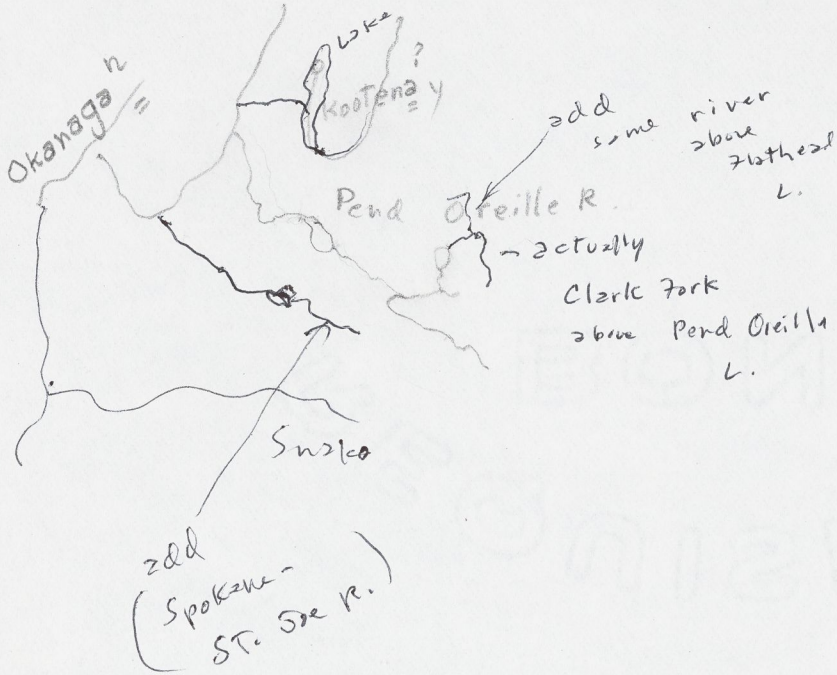 Okanagan
Lake
Kootenay
?
add
some river
above
Flathead
L.
Pend Oreille R.
- actually
Clark Fork
above Pend Oreille
L.
Snake
add
(Spokane -
ST. Joe R.)